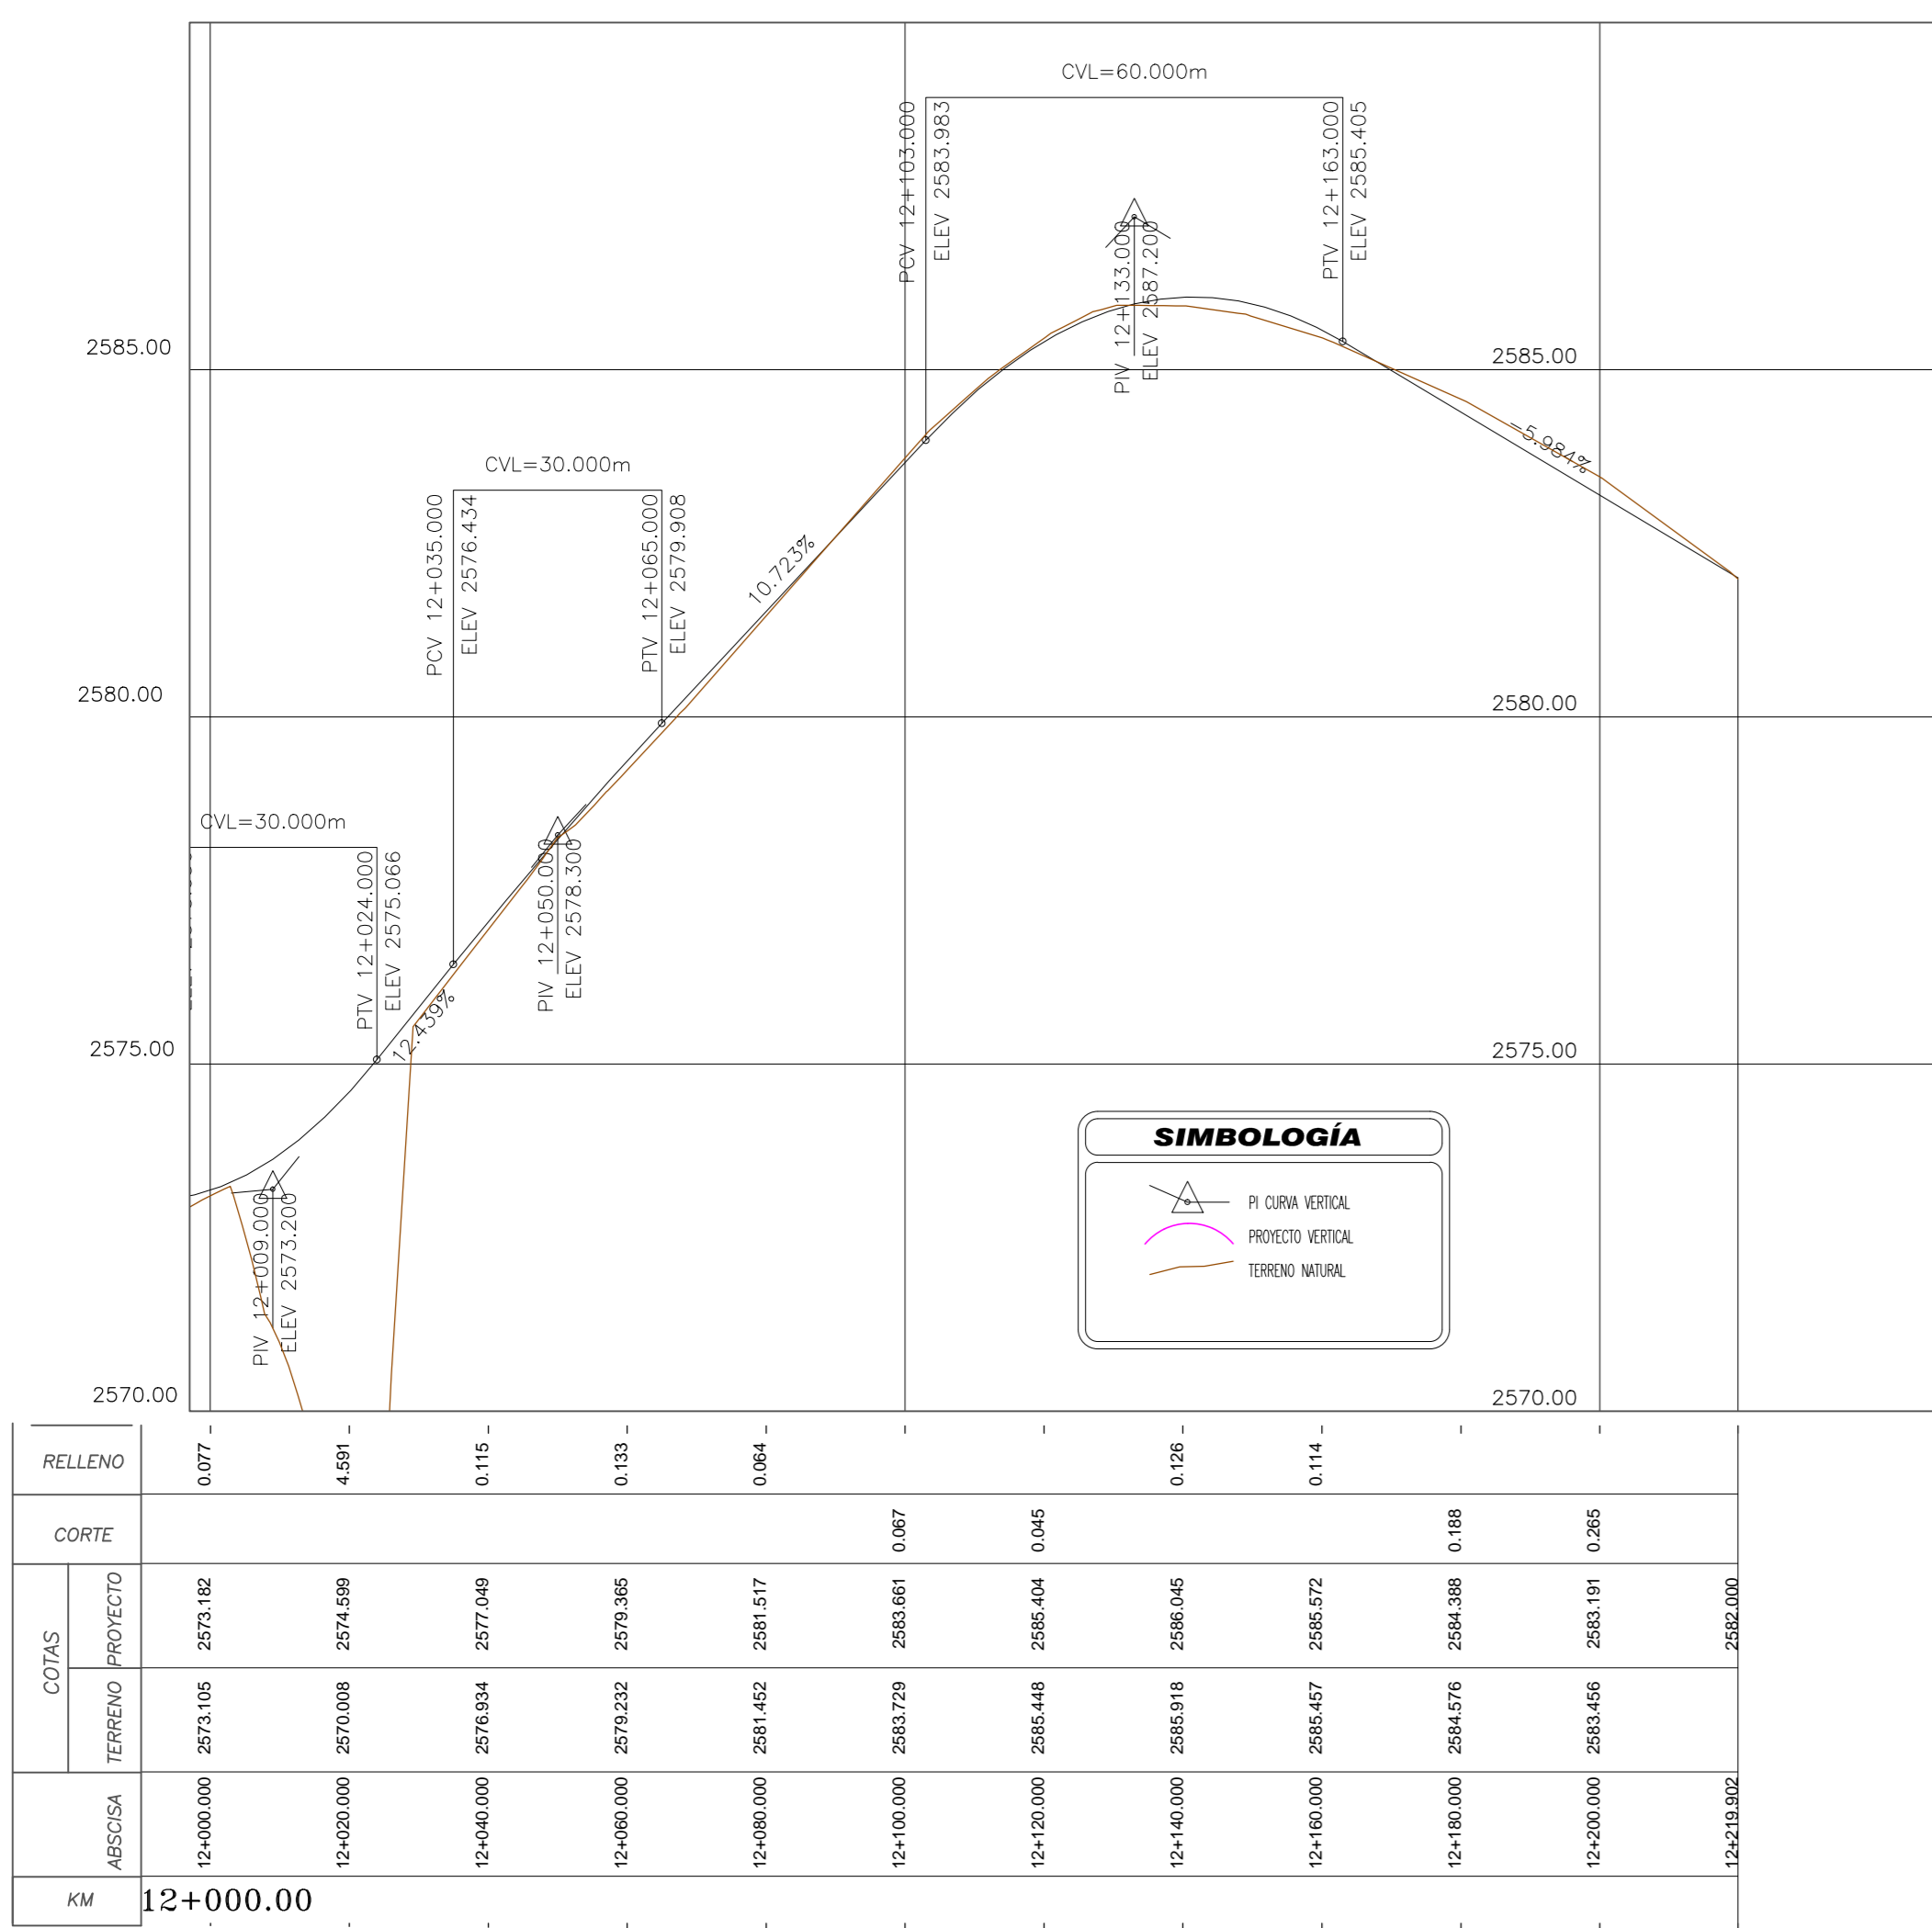 CVL=60.000m
PCV 12+103.000
ELEV 2583.983
PTV 12+163.000
ELEV 2585.405
PIV 12+133.000
ELEV 2587.200
2585.00
2585.00
-5.984%
CVL=30.000m
PCV 12+035.000
ELEV 2576.434
PTV 12+065.000
ELEV 2579.908
10.723%
2580.00
2580.00
CVL=30.000m
PTV 12+024.000
ELEV 2575.066
PIV 12+050.000
ELEV 2578.300
12.439%
2575.00
2575.00
PIV 12+009.000
ELEV 2573.200
SIMBOLOGÍA
PI CURVA VERTICAL
PROYECTO VERTICAL
TERRENO NATURAL
2570.00
2570.00
RELLENO 0.077 4.591 0.115 0.133 0.064 0.126 0.114
CORTE 0.067 0.045 0.188 0.265
COTAS
PROYECTO 2573.182 2574.599 2577.049 2579.365 2581.517 2583.661 2585.404 2586.045 2585.572 2584.388 2583.191 2582.000
TERRENO 2573.105 2570.008 2576.934 2579.232 2581.452 2583.729 2585.448 2585.918 2585.457 2584.576 2583.456
ABSCISA 12+000.000 12+020.000 12+040.000 12+060.000 12+080.000 12+100.000 12+120.000 12+140.000 12+160.000 12+180.000 12+200.000 12+219.902
KM 12+000.00